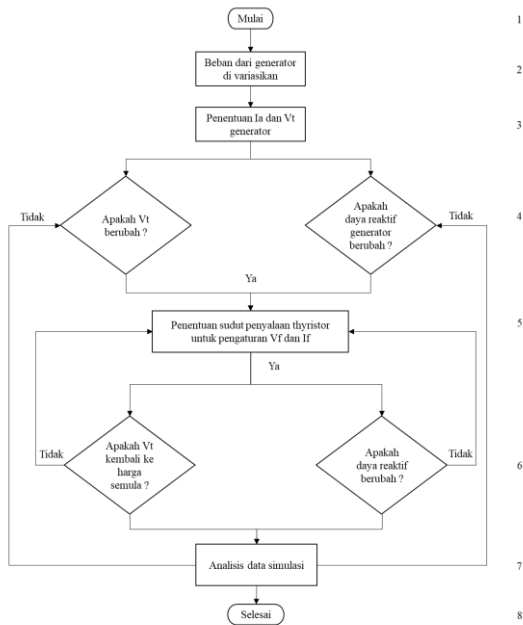 Mulai
1
Beban dari generator
di variasikan
2
Penentuan Ia dan Vt
generator
3
Tidak
Apakah Vt
berubah ?
Apakah
daya reaktif
generator
berubah ?
Tidak
4
Ya
Penentuan sudut penyalaan thyristor
untuk pengaturan Vf dan If
5
Ya
Tidak
Apakah Vt
kembali ke
harga
semula ?
Apakah
daya reaktif
berubah ?
Tidak
6
Analisis data simulasi
7
Selesai
8